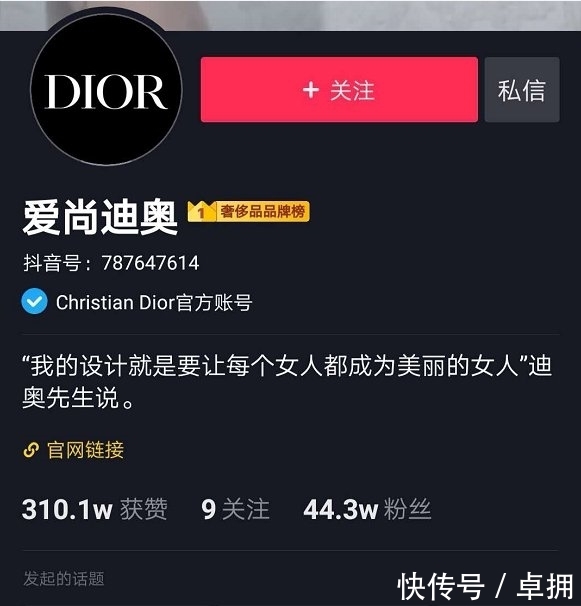 DIOR
+ 关注
私信
爱尚迪奥
1 奢侈品品牌榜
抖音号：787647614
Christian Dior官方账号
“我的设计就是要让每个女人都成为美丽的女人”迪
奥先生说。
官网链接
310.1w 获赞 9 关注 44.3w 粉丝
发起的话题
快传号 / 卓拥